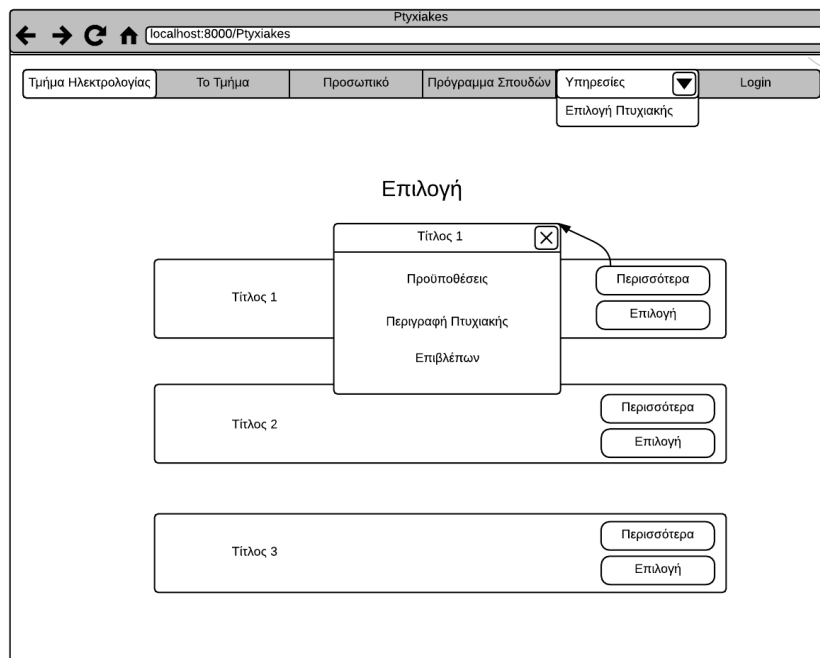 Ptyxiakes
localhost:8000/Ptyxiakes
Τμήμα Ηλεκτρολογίας Το Τμήμα Προσωπικό Πρόγραμμα Σπουδών Υπηρεσίες Login
Επιλογή Πτυχιακής
Επιλογή
Τίτλος 1
Προϋποθέσεις
Περιγραφή Πτυχιακής
Επιβλέπων
Τίτλος 1
Περισσότερα
Επιλογή
Τίτλος 2
Περισσότερα
Επιλογή
Τίτλος 3
Περισσότερα
Επιλογή